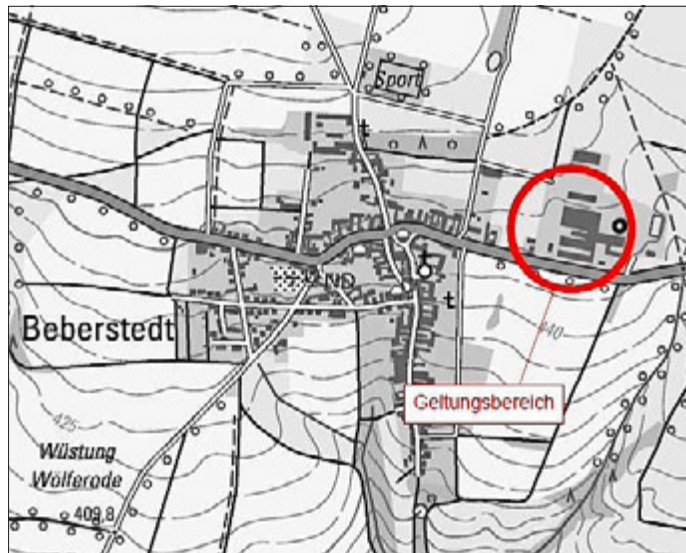 Sport
ND
Beberstedt
440
Geltungsbereich
425
Wüstung
Wölferode
409,8